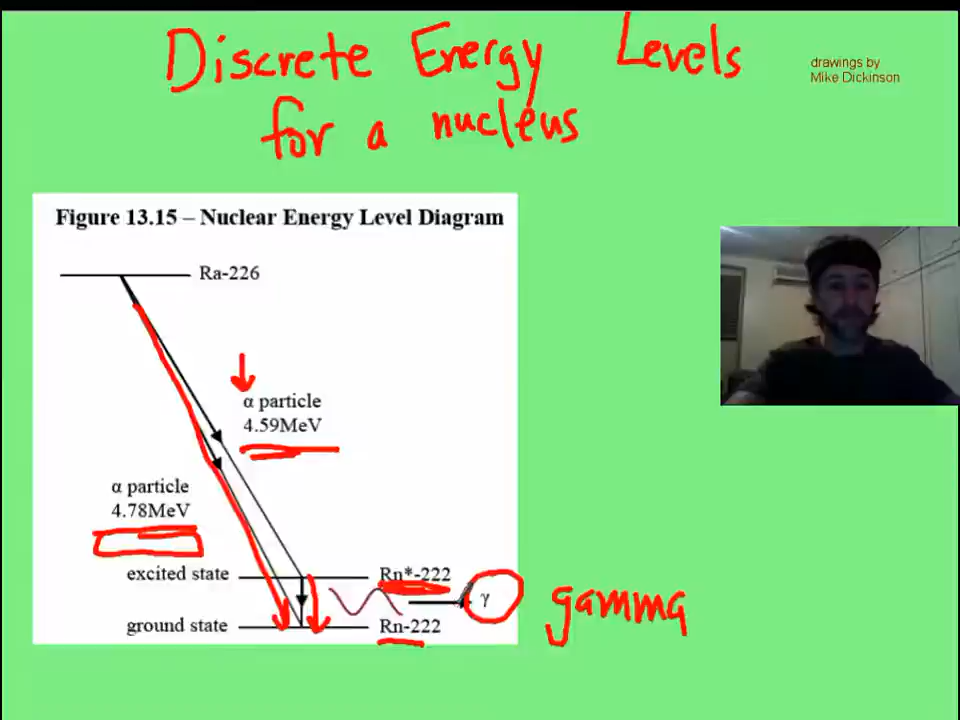 Discrete Energy Levels
for a nucleus
drawings by
Mike Dickinson
Figure 13.15 – Nuclear Energy Level Diagram
Ra-226
α particle
4.59MeV
α particle
4.78MeV
excited state
Rn*-222
γ
gamma
ground state
Rn-222